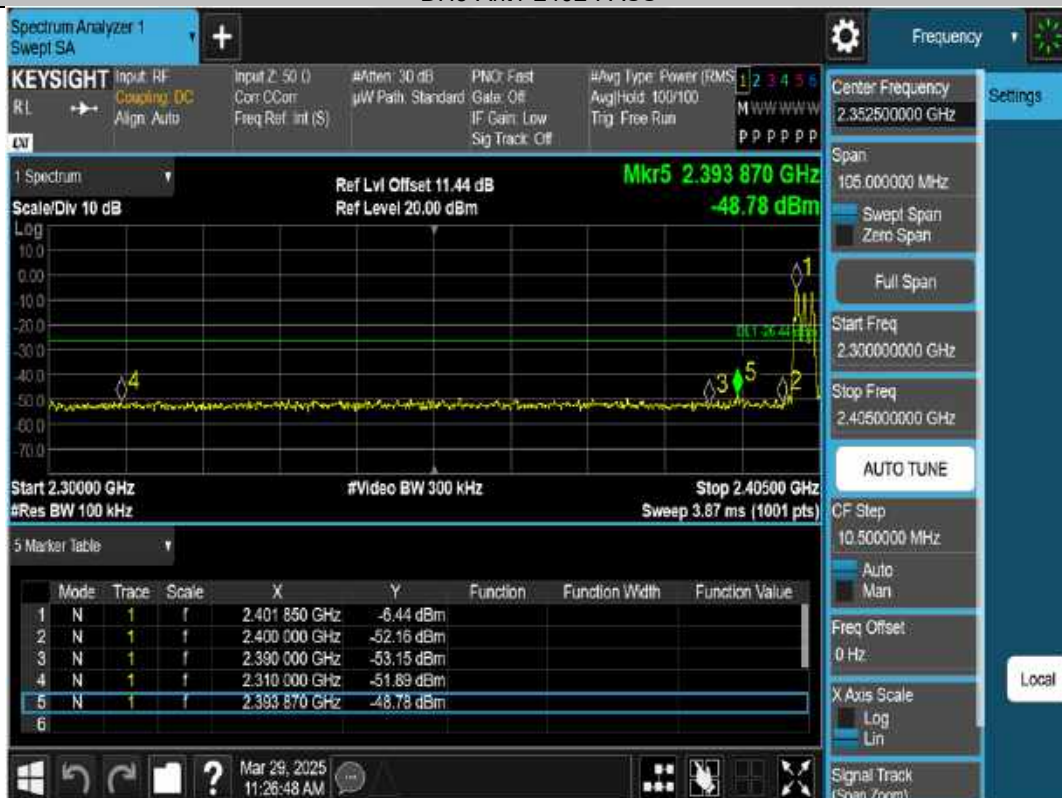 Spectrum Analyzer 1
Swept SA
+
Frequency
KEYSIGHT
RL
Input: RF
Coupling: DC
Align: Auto
Input Z: 50 Ω
Corr CCorr
Freq Ref: Int (S)
#Atten: 30 dB
µW Path: Standard
PNO: Fast
Gate: Off
IF Gain: Low
Sig Track: Off
#Avg Type: Power (RMS
Avg|Hold: 100/100
Trig: Free Run
1 2 3 4 5 6
M W W W W W
P P P P P P
1 Spectrum
Scale/Div 10 dB
Ref Lvl Offset 11.44 dB
Ref Level 20.00 dBm
Mkr5 2.393 870 GHz
-48.78 dBm
Log
10.0
0.00
-10.0
-20.0
-30.0
-40.0
-50.0
-60.0
-70.0
1
4
3
5
2
Start 2.30000 GHz
#Res BW 100 kHz
#Video BW 300 kHz
Stop 2.40500 GHz
Sweep 3.87 ms (1001 pts)
5 Marker Table
Mode Trace Scale X Y Function Function Width Function Value
1 N 1 f 2.401 850 GHz -6.44 dBm
2 N 1 f 2.400 000 GHz -52.16 dBm
3 N 1 f 2.390 000 GHz -53.15 dBm
4 N 1 f 2.310 000 GHz -51.89 dBm
5 N 1 f 2.393 870 GHz -48.78 dBm
6
Mar 29, 2025
11:26:48 AM
?
Center Frequency
2.352500000 GHz
Settings
Span
105.000000 MHz
Swept Span
Zero Span
Full Span
Start Freq
2.300000000 GHz
Stop Freq
2.405000000 GHz
AUTO TUNE
CF Step
10.500000 MHz
Auto
Man
Freq Offset
0 Hz
X Axis Scale
Log
Lin
Local
Signal Track
(Span Zoom)